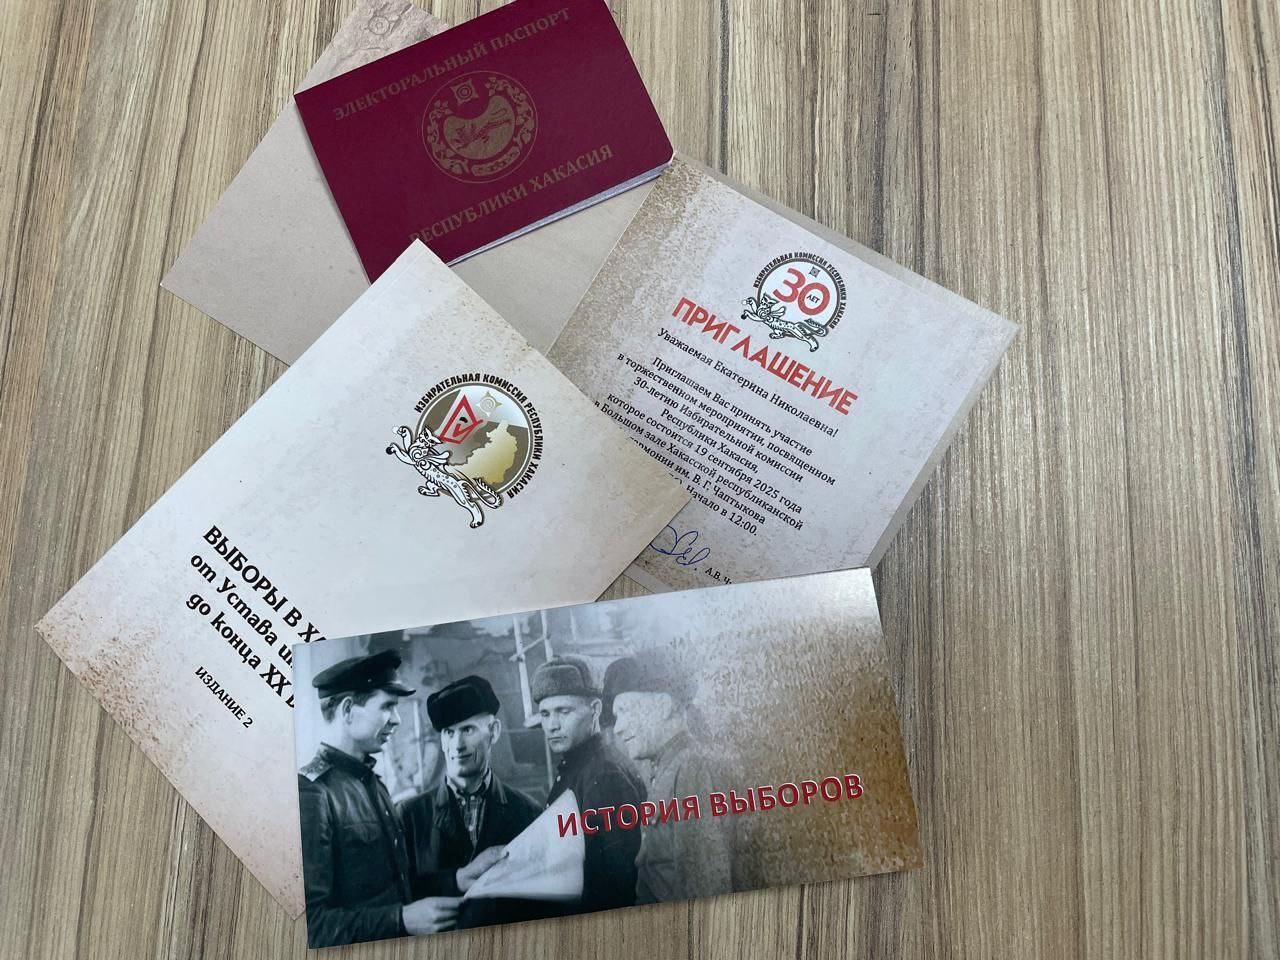 ЭЛЕКТОРАЛЬНЫЙ ПАСПОРТ
РЕСПУБЛИКИ ХАКАСИЯ
ИЗБИРАТЕЛЬНАЯ КОМИССИЯ РЕСПУБЛИКИ ХАКАСИЯ
30
ЛЕТ
ПРИГЛАШЕНИЕ
Уважаемая Екатерина Николаевна!
Приглашаем Вас принять участие
в торжественном мероприятии, посвященном
30-летию Избирательной комиссии
Республики Хакасия,
которое состоится 19 сентября 2025 года
в Большом зале Хакасской республиканской
им. В. Г. Чаптыкова
Начало в 12:00.
А.В.
ИЗБИРАТЕЛЬНАЯ КОМИССИЯ РЕСПУБЛИКИ ХАКАСИЯ
ВЫБОРЫ В
от Устава
до конца XX
ИЗДАНИЕ 2
ИСТОРИЯ ВЫБОРОВ